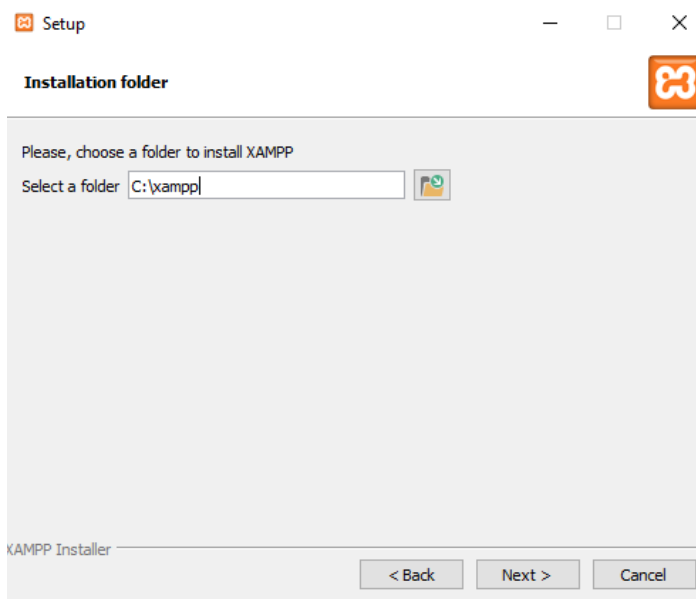 Setup
Installation folder
Please, choose a folder to install XAMPP
Select a folder C:\xampp
XAMPP Installer
< Back Next > Cancel